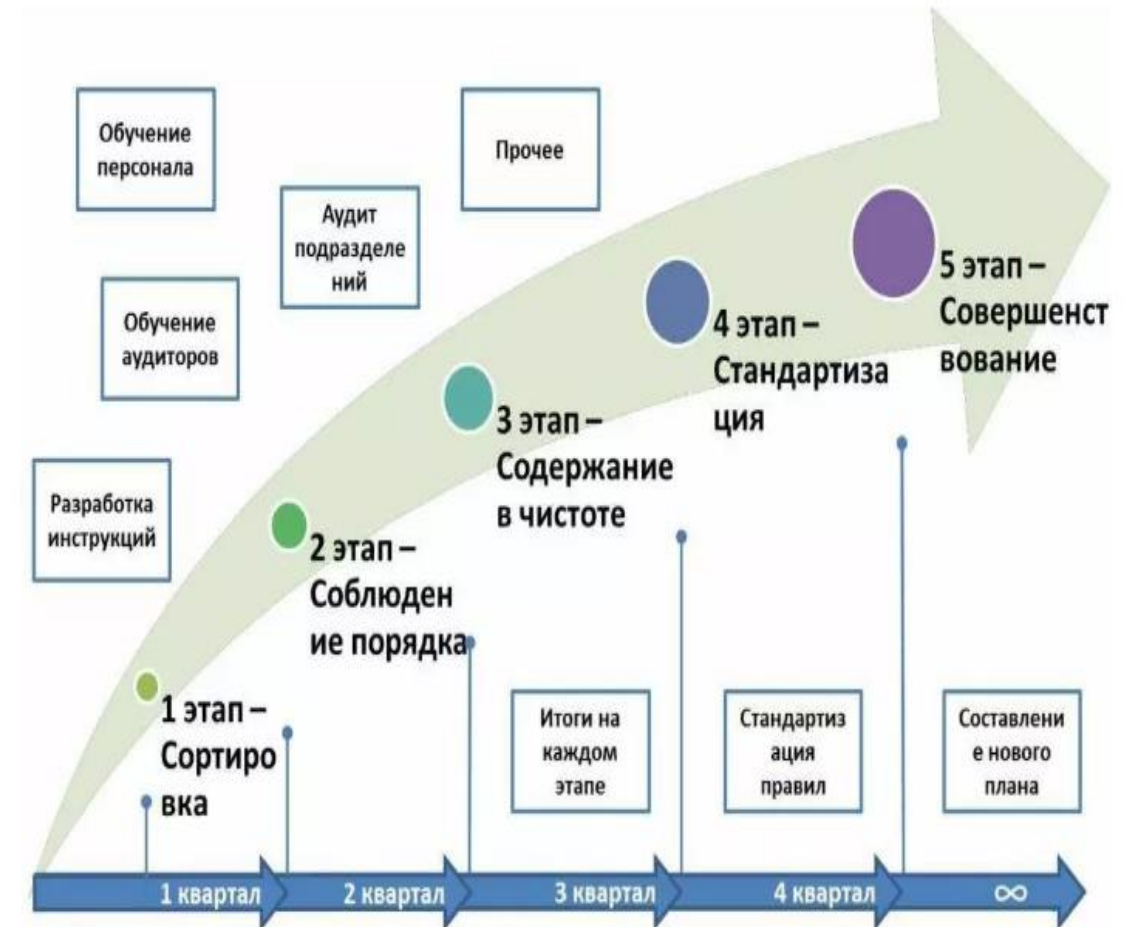 Обучение
персонала
Прочее
Аудит
подразделе
ний
Обучение
аудиторов
5 этап –
Совершенст
вование
4 этап –
Стандартиза
ция
3 этап –
Содержание
в чистоте
Разработка
инструкций
2 этап –
Соблюден
ие порядка
1 этап –
Сортиро
вка
Итоги на
каждом
этапе
Стандартиз
ация
правил
Составлени
е нового
плана
1 квартал
2 квартал
3 квартал
4 квартал
∞